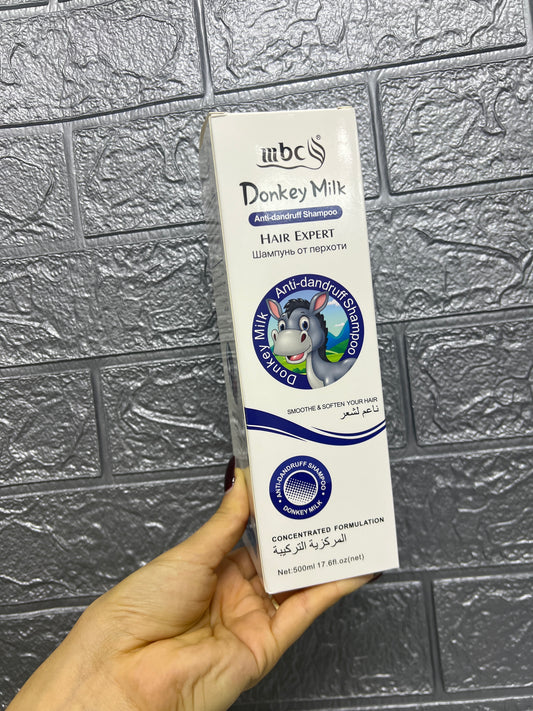 mbc®
Donkey Milk
Anti-dandruff Shampoo
HAIR EXPERT
Шампунь от перхоти
Donkey Milk Anti-dandruff Shampoo
SMOOTHE & SOFTEN YOUR HAIR
ناعم لشعر
•ANTI-DANDRUFF SHAMPOO•
DONKEY MILK
CONCENTRATED FORMULATION
المركزية التركيبة
Net:500ml 17.6fl.oz(net)